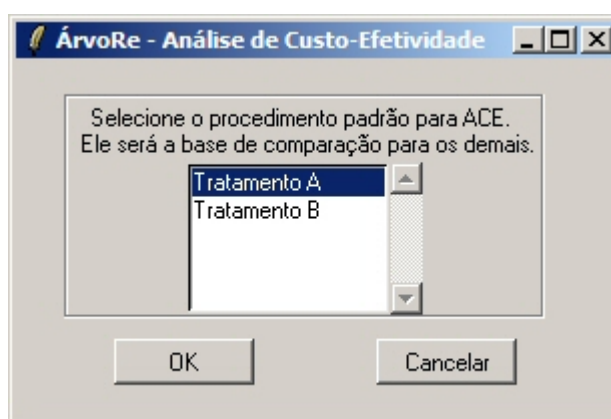 ÁrvoRe - Análise de Custo-Efetividade
Selecione o procedimento padrão para ACE.
Ele será a base de comparação para os demais.
Tratamento A
Tratamento B
OK
Cancelar